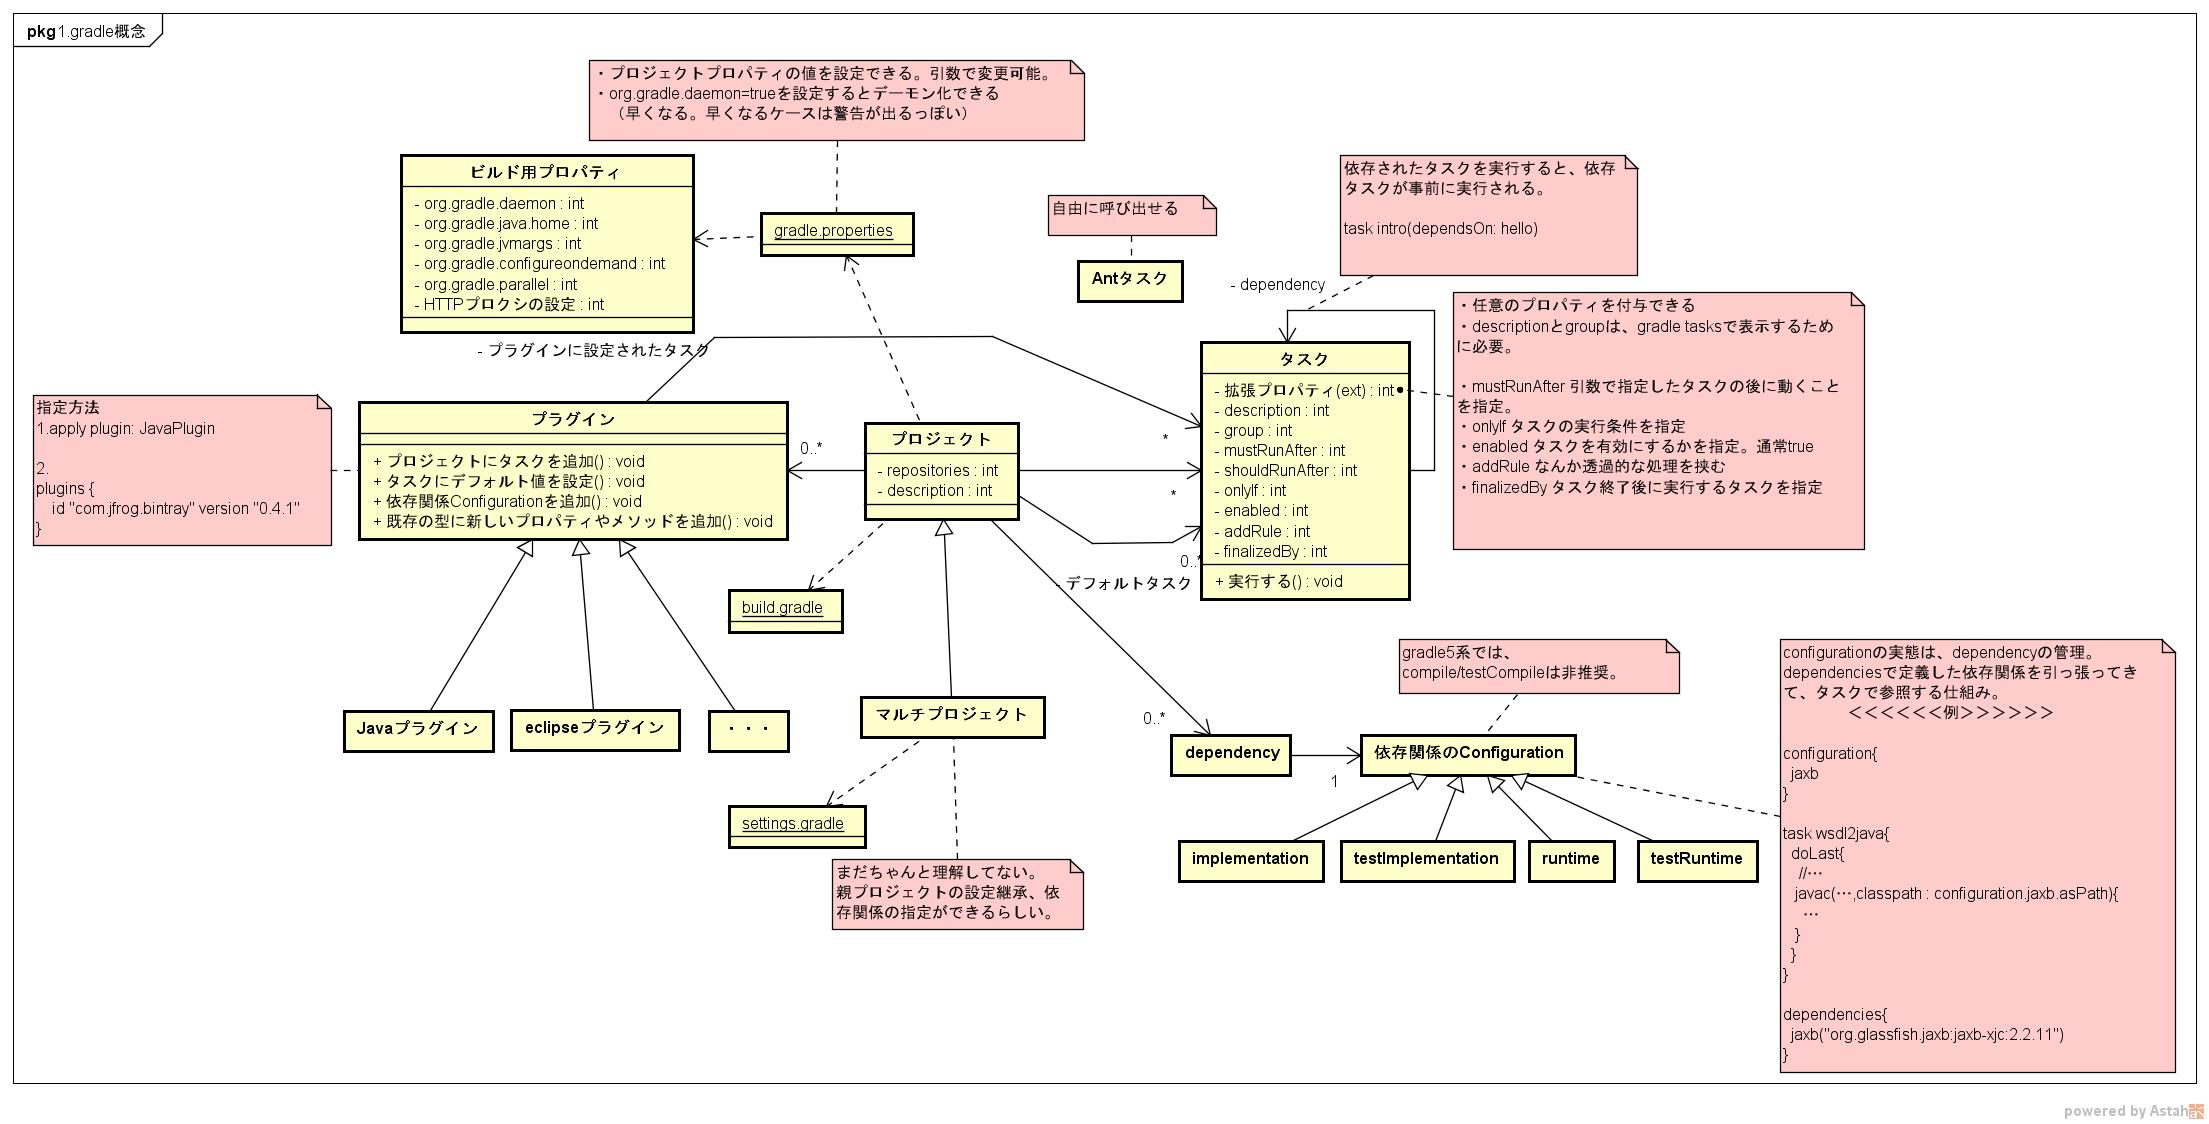 pkg 1.gradle概念
・プロジェクトプロパティの値を設定できる。引数で変更可能。
・org.gradle.daemon=trueを設定するとデーモン化できる
（早くなる。早くなるケースは警告が出るっぽい）
ビルド用プロパティ
- org.gradle.daemon : int
- org.gradle.java.home : int
- org.gradle.jvmargs : int
- org.gradle.configureondemand : int
- org.gradle.parallel : int
- HTTPプロクシの設定 : int
gradle.properties
自由に呼び出せる
Antタスク
依存されたタスクを実行すると、依存
タスクが事前に実行される。
task intro(dependsOn: hello)
- dependency
・任意のプロパティを付与できる
・descriptionとgroupは、gradle tasksで表示するため
に必要。
・mustRunAfter 引数で指定したタスクの後に動くこと
を指定。
・onlyIf タスクの実行条件を指定
・enabled タスクを有効にするかを指定。通常true
・addRule なんか透過的な処理を挟む
・finalizedBy タスク終了後に実行するタスクを指定
- プラグインに設定されたタスク
タスク
- 拡張プロパティ(ext) : int
- description : int
- group : int
- mustRunAfter : int
- shouldRunAfter : int
- onlyIf : int
- enabled : int
- addRule : int
- finalizedBy : int
+ 実行する() : void
指定方法
1.apply plugin: JavaPlugin
2.
plugins {
id "com.jfrog.bintray" version "0.4.1"
}
プラグイン
+ プロジェクトにタスクを追加() : void
+ タスクにデフォルト値を設定() : void
+ 依存関係Configurationを追加() : void
+ 既存の型に新しいプロパティやメソッドを追加() : void
0..*
プロジェクト
- repositories : int
- description : int
*
*
0..*
- デフォルトタスク
build.gradle
Javaプラグイン
eclipseプラグイン
・・・
マルチプロジェクト
settings.gradle
まだちゃんと理解してない。
親プロジェクトの設定継承、依
存関係の指定ができるらしい。
0..*
dependency
1
gradle5系では、
compile/testCompileは非推奨。
依存関係のConfiguration
implementation
testImplementation
runtime
testRuntime
configurationの実態は、dependencyの管理。
dependenciesで定義した依存関係を引っ張ってき
て、タスクで参照する仕組み。
＜＜＜＜＜＜例＞＞＞＞＞＞
configuration{
jaxb
}
task wsdl2java{
doLast{
//…
javac(…,classpath : configuration.jaxb.asPath){
…
}
}
}
dependencies{
jaxb("org.glassfish.jaxb:jaxb-xjc:2.2.11")
}
powered by Astah